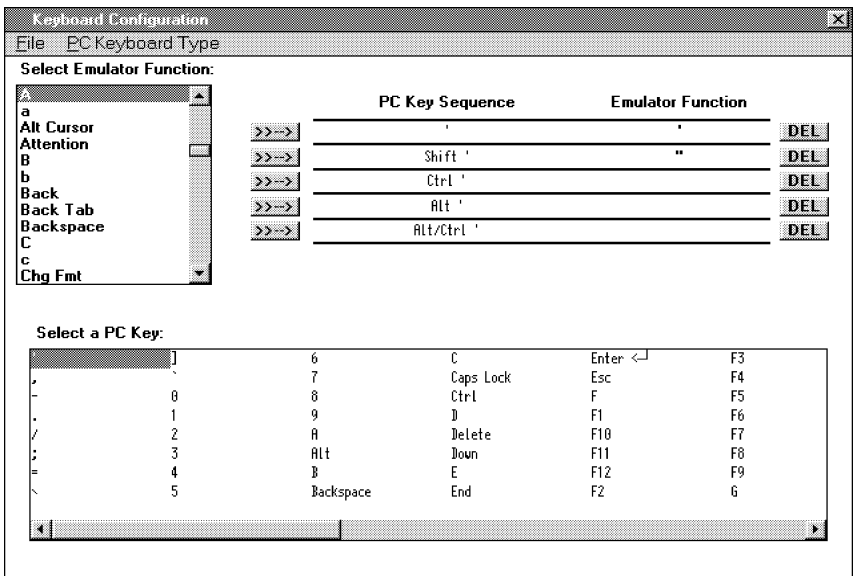 Keyboard Configuration
File PC Keyboard Type
Select Emulator Function:
A
a
Alt Cursor
Attention
B
b
Back
Back Tab
Backspace
C
c
Chg Fmt
PC Key Sequence Emulator Function
>>--> ' ' DEL
>>--> Shift ' " DEL
>>--> Ctrl ' DEL
>>--> Alt ' DEL
>>--> Alt/Ctrl ' DEL
Select a PC Key:
' ] 6 C Enter F3
, ` 7 Caps Lock Esc F4
- 0 8 Ctrl F F5
. 1 9 D F1 F6
/ 2 A Delete F10 F7
; 3 Alt Down F11 F8
= 4 B E F12 F9
\ 5 Backspace End F2 G